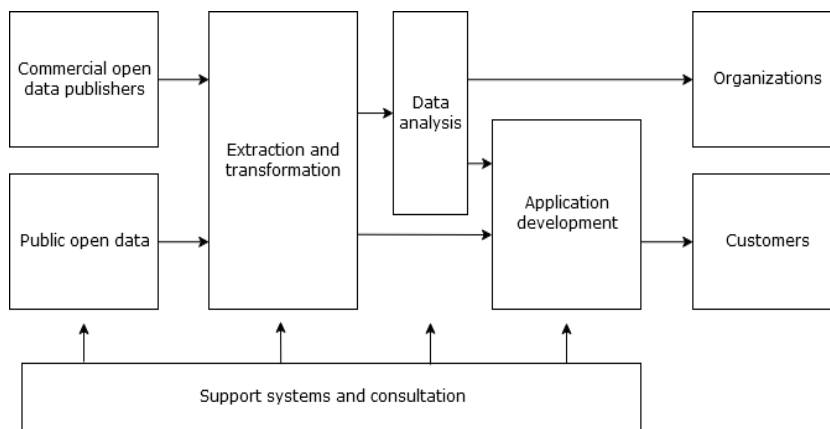 Commercial open
data publishers
Public open data
Extraction and
transformation
Data
analysis
Application
development
Organizations
Customers
Support systems and consultation